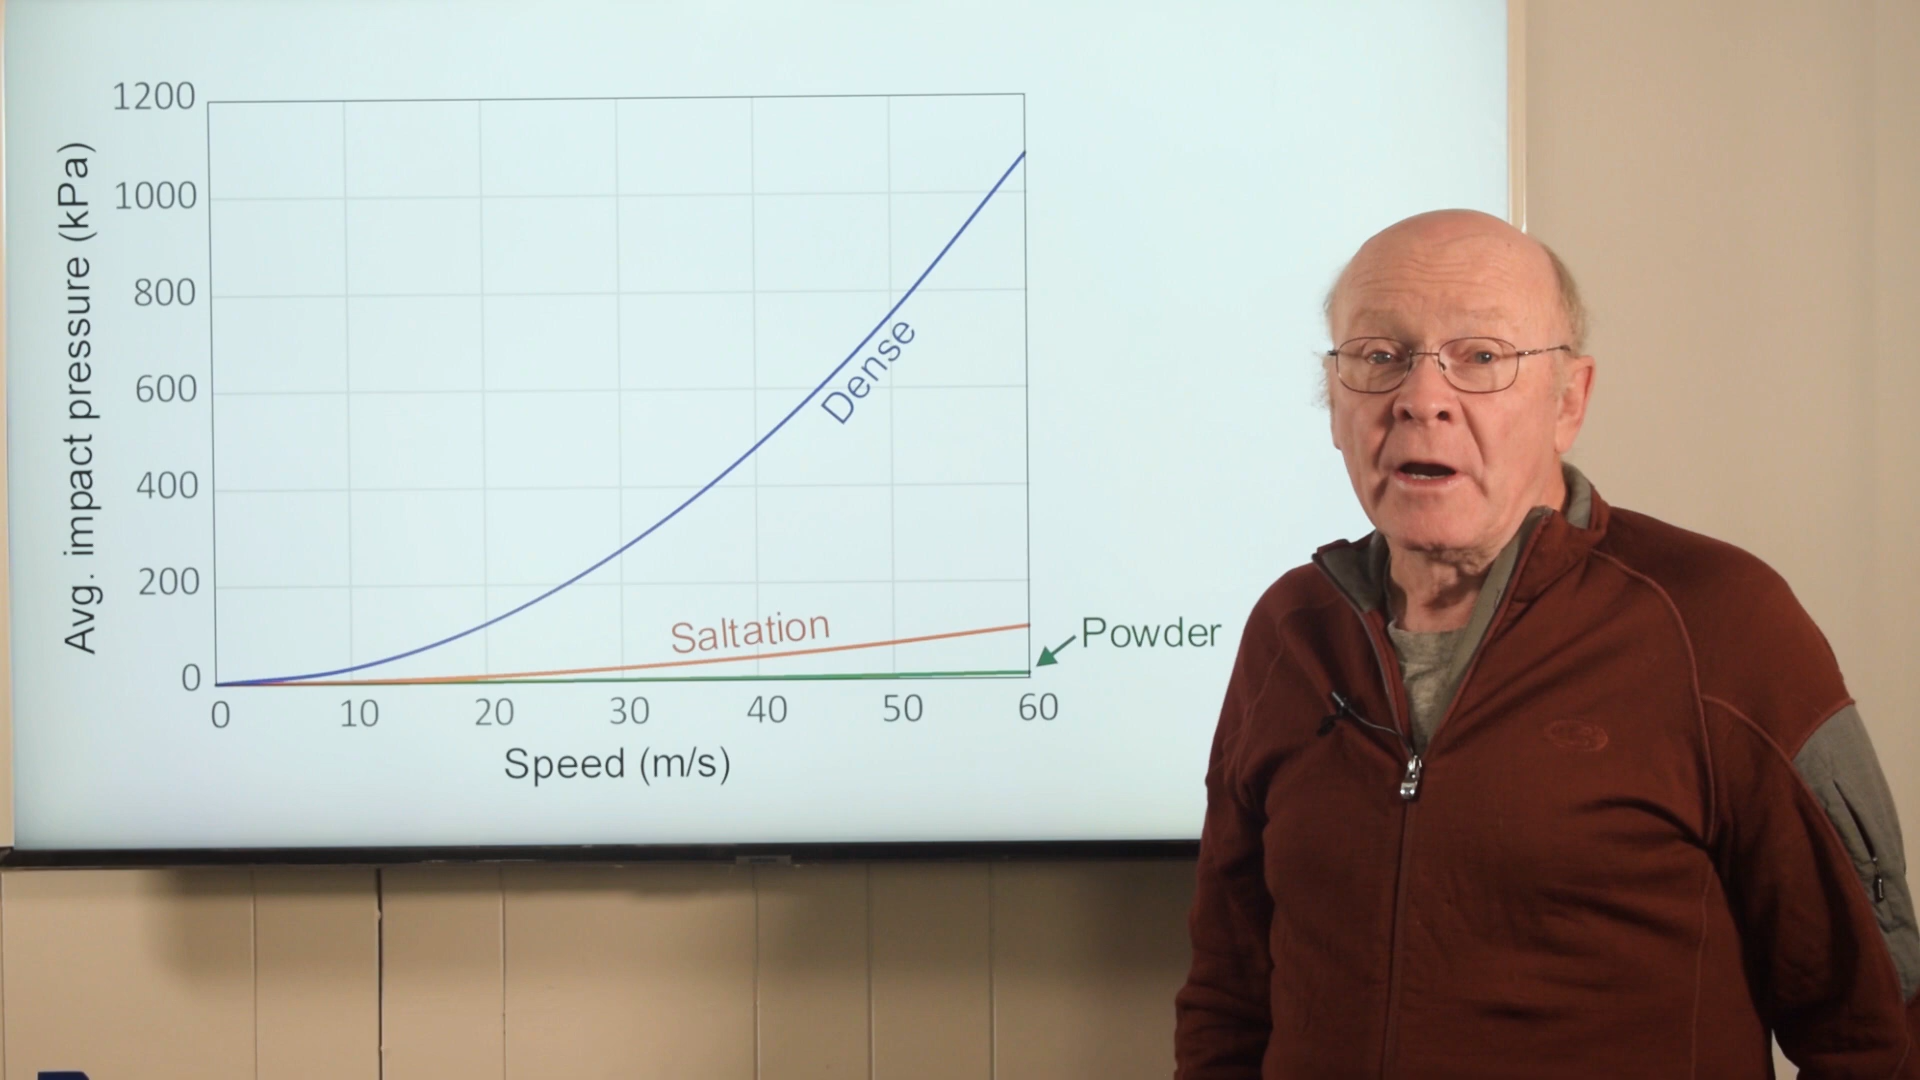 1200
1000
800
600
400
200
0
Avg. impact pressure (kPa)
Dense
Saltation
Powder
0 10 20 30 40 50 60
Speed (m/s)